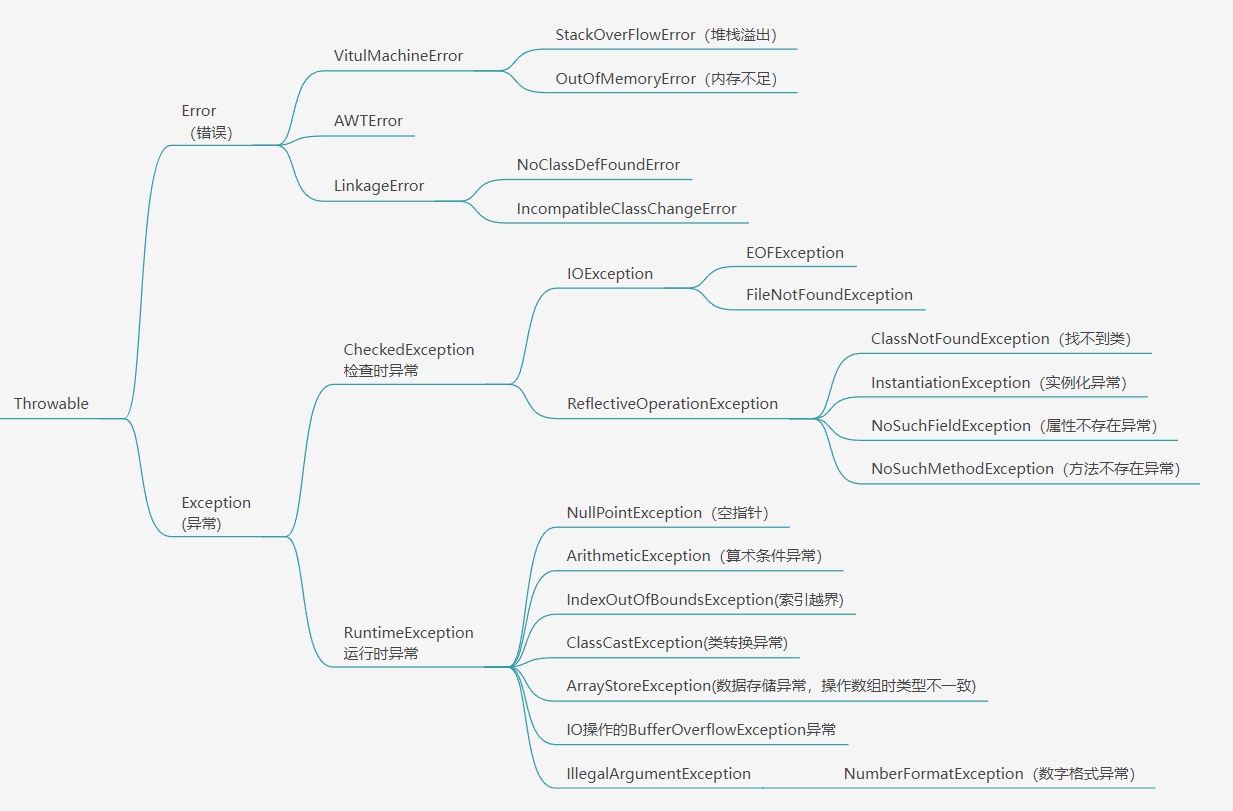 StackOverFlowError（堆栈溢出）
VitulMachineError
OutOfMemoryError（内存不足）
Error
（错误）
AWTError
NoClassDefFoundError
LinkageError
IncompatibleClassChangeError
EOFException
IOException
FileNotFoundException
ClassNotFoundException（找不到类）
CheckedException
检查时异常
InstantiationException（实例化异常）
Throwable
ReflectiveOperationException
NoSuchFieldException（属性不存在异常）
NoSuchMethodException（方法不存在异常）
Exception
(异常)
NullPointException（空指针）
ArithmeticException（算术条件异常）
IndexOutOfBoundsException(索引越界)
RuntimeException
运行时异常
ClassCastException(类转换异常)
ArrayStoreException(数据存储异常，操作数组时类型不一致)
IO操作的BufferOverflowException异常
IllegalArgumentException
NumberFormatException（数字格式异常）